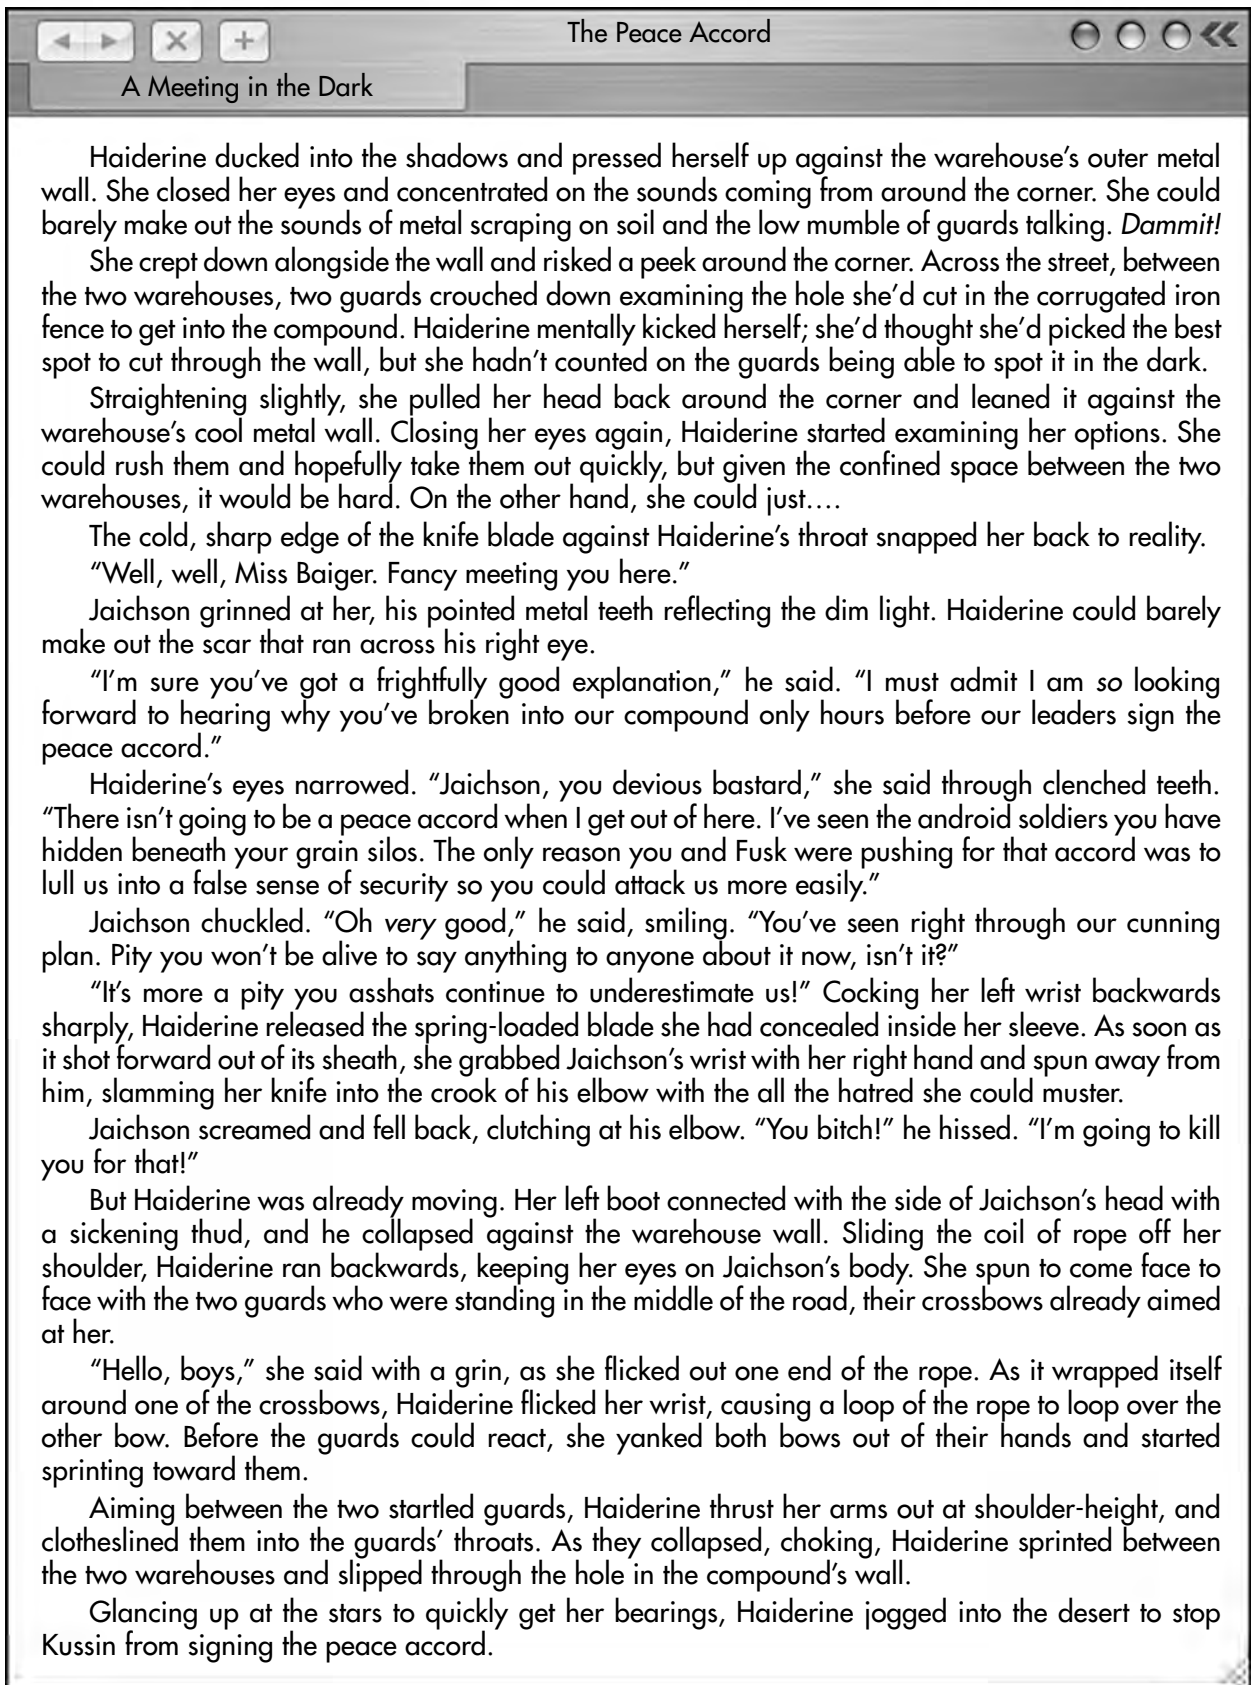 The Peace Accord
A Meeting in the Dark
Haiderine ducked into the shadows and pressed herself up against the warehouse’s outer metal
wall. She closed her eyes and concentrated on the sounds coming from around the corner. She could
barely make out the sounds of metal scraping on soil and the low mumble of guards talking. Dammit!
She crept down alongside the wall and risked a peek around the corner. Across the street, between
the two warehouses, two guards crouched down examining the hole she’d cut in the corrugated iron
fence to get into the compound. Haiderine mentally kicked herself; she’d thought she’d picked the best
spot to cut through the wall, but she hadn’t counted on the guards being able to spot it in the dark.
Straightening slightly, she pulled her head back around the corner and leaned it against the
warehouse’s cool metal wall. Closing her eyes again, Haiderine started examining her options. She
could rush them and hopefully take them out quickly, but given the confined space between the two
warehouses, it would be hard. On the other hand, she could just….
The cold, sharp edge of the knife blade against Haiderine’s throat snapped her back to reality.
“Well, well, Miss Baiger. Fancy meeting you here.”
Jaichson grinned at her, his pointed metal teeth reflecting the dim light. Haiderine could barely
make out the scar that ran across his right eye.
“I’m sure you’ve got a frightfully good explanation,” he said. “I must admit I am so looking
forward to hearing why you’ve broken into our compound only hours before our leaders sign the
peace accord.”
Haiderine’s eyes narrowed. “Jaichson, you devious bastard,” she said through clenched teeth.
“There isn’t going to be a peace accord when I get out of here. I’ve seen the android soldiers you have
hidden beneath your grain silos. The only reason you and Fusk were pushing for that accord was to
lull us into a false sense of security so you could attack us more easily.”
Jaichson chuckled. “Oh very good,” he said, smiling. “You’ve seen right through our cunning
plan. Pity you won’t be alive to say anything to anyone about it now, isn’t it?”
“It’s more a pity you asshats continue to underestimate us!” Cocking her left wrist backwards
sharply, Haiderine released the spring-loaded blade she had concealed inside her sleeve. As soon as
it shot forward out of its sheath, she grabbed Jaichson’s wrist with her right hand and spun away from
him, slamming her knife into the crook of his elbow with the all the hatred she could muster.
Jaichson screamed and fell back, clutching at his elbow. “You bitch!” he hissed. “I’m going to kill
you for that!”
But Haiderine was already moving. Her left boot connected with the side of Jaichson’s head with
a sickening thud, and he collapsed against the warehouse wall. Sliding the coil of rope off her
shoulder, Haiderine ran backwards, keeping her eyes on Jaichson’s body. She spun to come face to
face with the two guards who were standing in the middle of the road, their crossbows already aimed
at her.
“Hello, boys,” she said with a grin, as she flicked out one end of the rope. As it wrapped itself
around one of the crossbows, Haiderine flicked her wrist, causing a loop of the rope to loop over the
other bow. Before the guards could react, she yanked both bows out of their hands and started
sprinting toward them.
Aiming between the two startled guards, Haiderine thrust her arms out at shoulder-height, and
clotheslined them into the guards’ throats. As they collapsed, choking, Haiderine sprinted between
the two warehouses and slipped through the hole in the compound’s wall.
Glancing up at the stars to quickly get her bearings, Haiderine jogged into the desert to stop
Kussin from signing the peace accord.